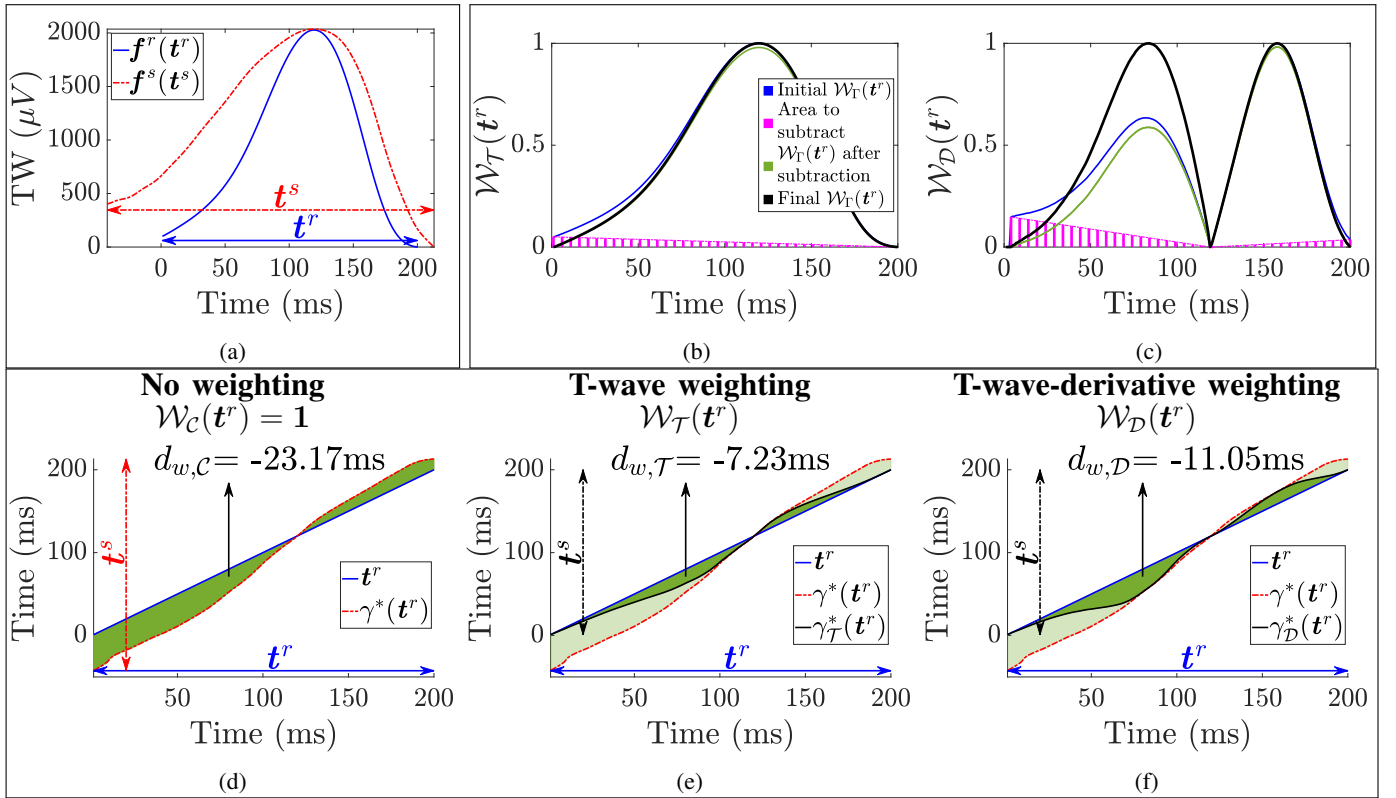 2000
1500
1000
500
0
TW (μV)
f^r(t^r)
f^s(t^s)
t^s
t^r
0 50 100 150 200
Time (ms)
(a)
1
0.5
0
W_T(t^r)
Initial W_Γ(t^r)
Area to
subtract
W_Γ(t^r) after
subtraction
Final W_Γ(t^r)
0 50 100 150 200
Time (ms)
(b)
1
0.5
0
W_D(t^r)
0 50 100 150 200
Time (ms)
(c)
No weighting
W_C(t^r) = 1
d_{w,C}= -23.17ms
200
100
0
Time (ms)
t^s
t^r
γ*(t^r)
t^r
50 100 150 200
Time (ms)
(d)
T-wave weighting
W_T(t^r)
d_{w,T}= -7.23ms
200
100
0
Time (ms)
t^s
t^r
γ*(t^r)
γ*_T(t^r)
t^r
50 100 150 200
Time (ms)
(e)
T-wave-derivative weighting
W_D(t^r)
d_{w,D}= -11.05ms
200
100
0
Time (ms)
t^s
t^r
γ*(t^r)
γ*_D(t^r)
t^r
50 100 150 200
Time (ms)
(f)